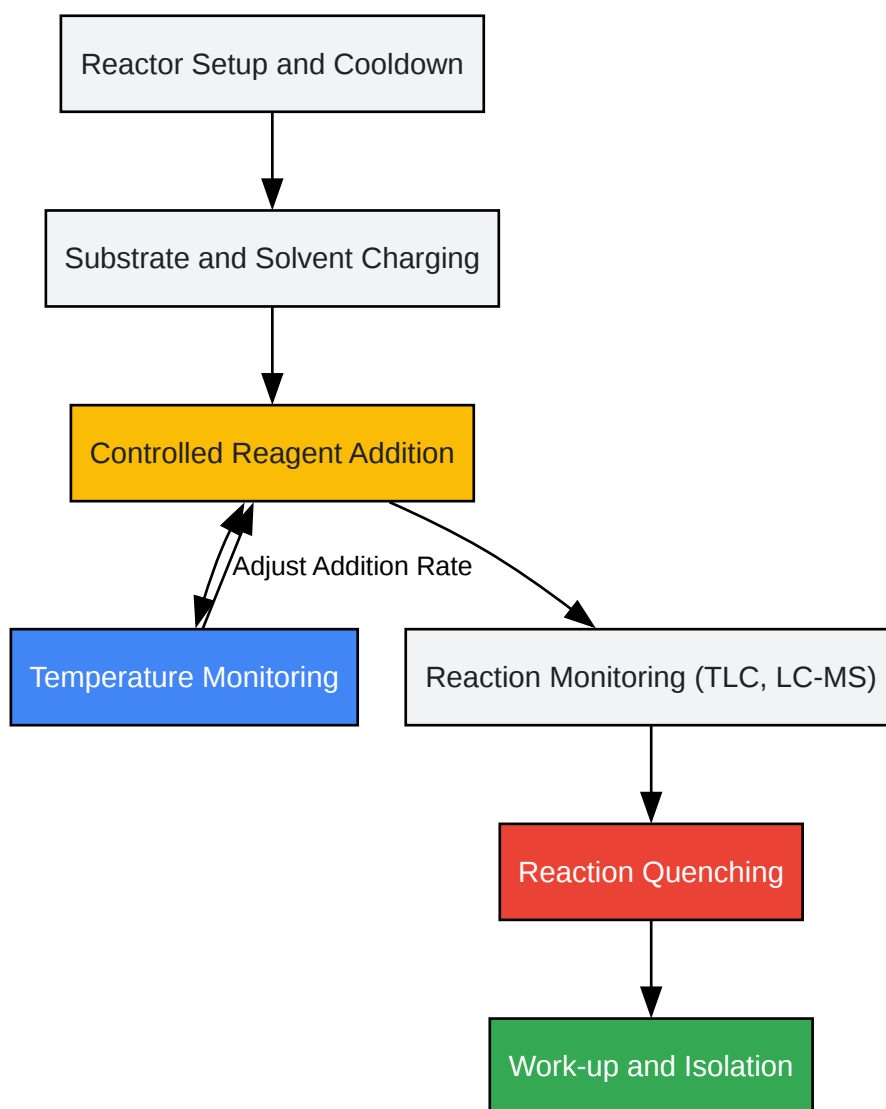 Reactor Setup and Cooldown
Substrate and Solvent Charging
Controlled Reagent Addition
Adjust Addition Rate
Temperature Monitoring
Reaction Monitoring (TLC, LC-MS)
Reaction Quenching
Work-up and Isolation